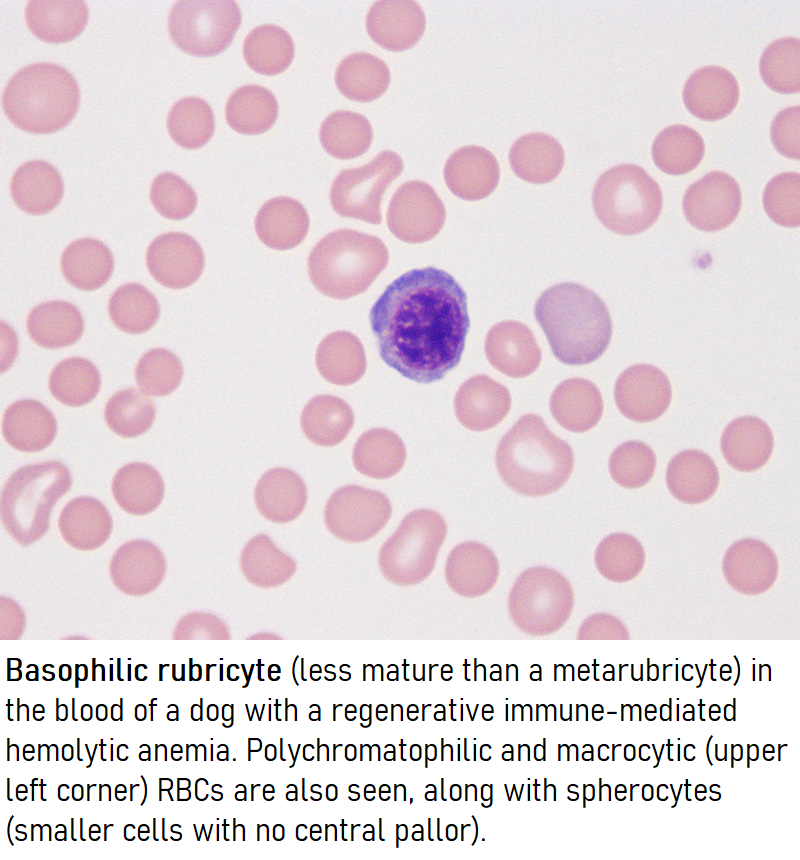 Basophilic rubricyte (less mature than a metarubricyte) in
the blood of a dog with a regenerative immune-mediated
hemolytic anemia. Polychromatophilic and macrocytic (upper
left corner) RBCs are also seen, along with spherocytes
(smaller cells with no central pallor).